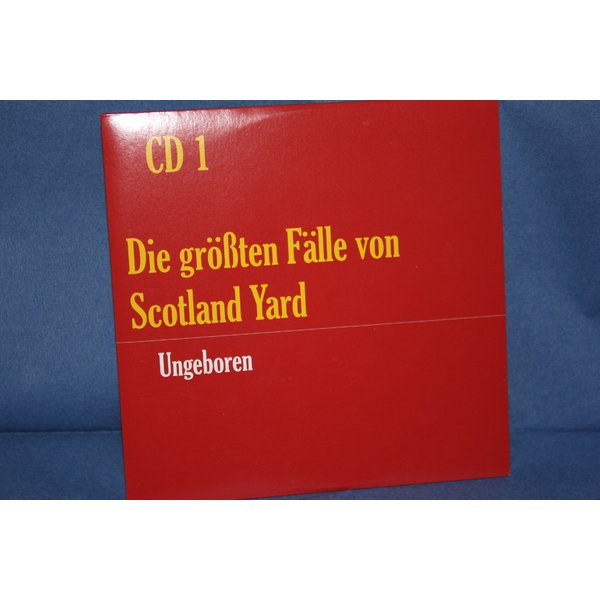 CD 1
Die größten Fälle von
Scotland Yard
Ungeboren